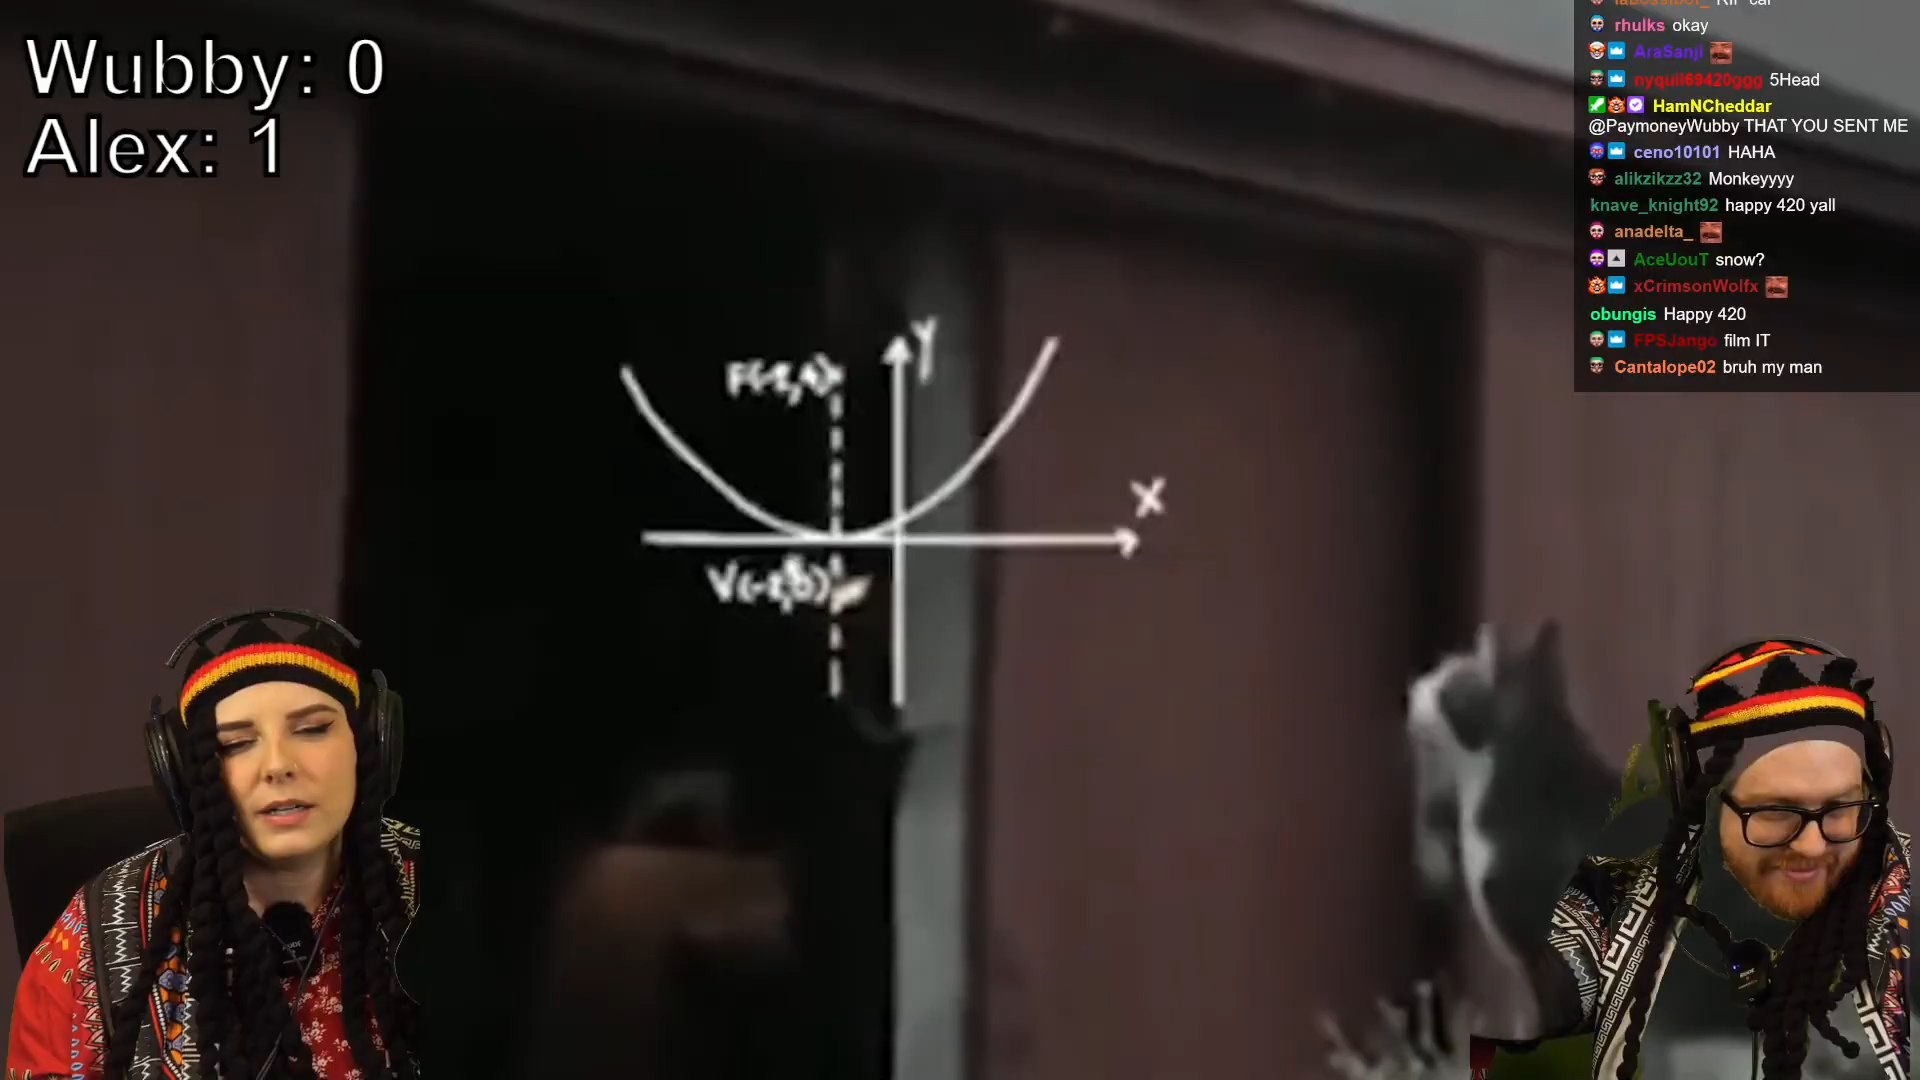 Wubby: 0
Alex: 1
rhulks okay
AraSanji
nyquil69420ggg 5Head
HamNCheddar
@PaymoneyWubby THAT YOU SENT ME
ceno10101 HAHA
alikzikzz32 Monkeyyyy
knave_knight92 happy 420 yall
anadelta_
AceUouT snow?
xCrimsonWolfx
obungis Happy 420
FPSJango film IT
Cantalope02 bruh my man
Y
X